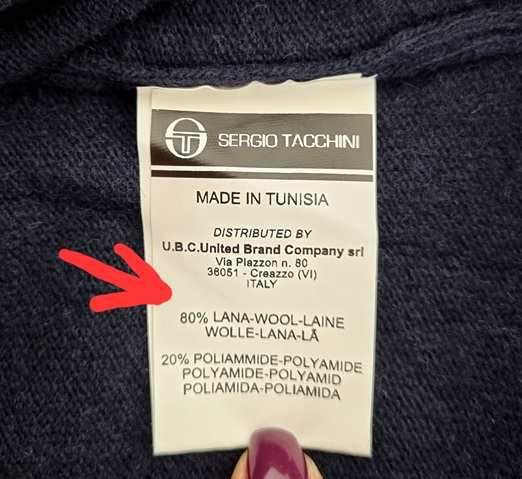 SERGIO TACCHINI
MADE IN TUNISIA
DISTRIBUTED BY
U.B.C.United Brand Company srl
Via Piazzon n. 80
36051 - Creazzo (VI)
ITALY
80% LANA-WOOL-LAINE
WOLLE-LANA-LÃ
20% POLIAMMIDE-POLYAMIDE
POLYAMIDE-POLYAMID
POLIAMIDA-POLIAMIDA